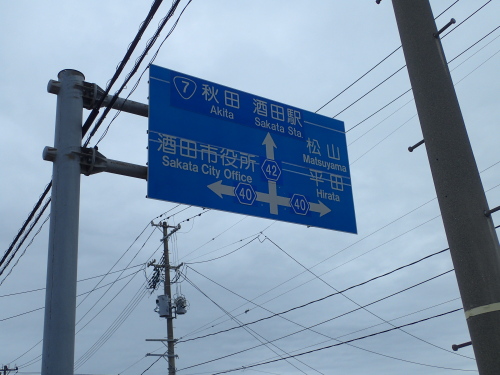 7 秋田 酒田駅
Akita Sakata Sta
松山
Matsuyama
酒田市役所
Sakata City Office
平田
Hirata
42
40 40